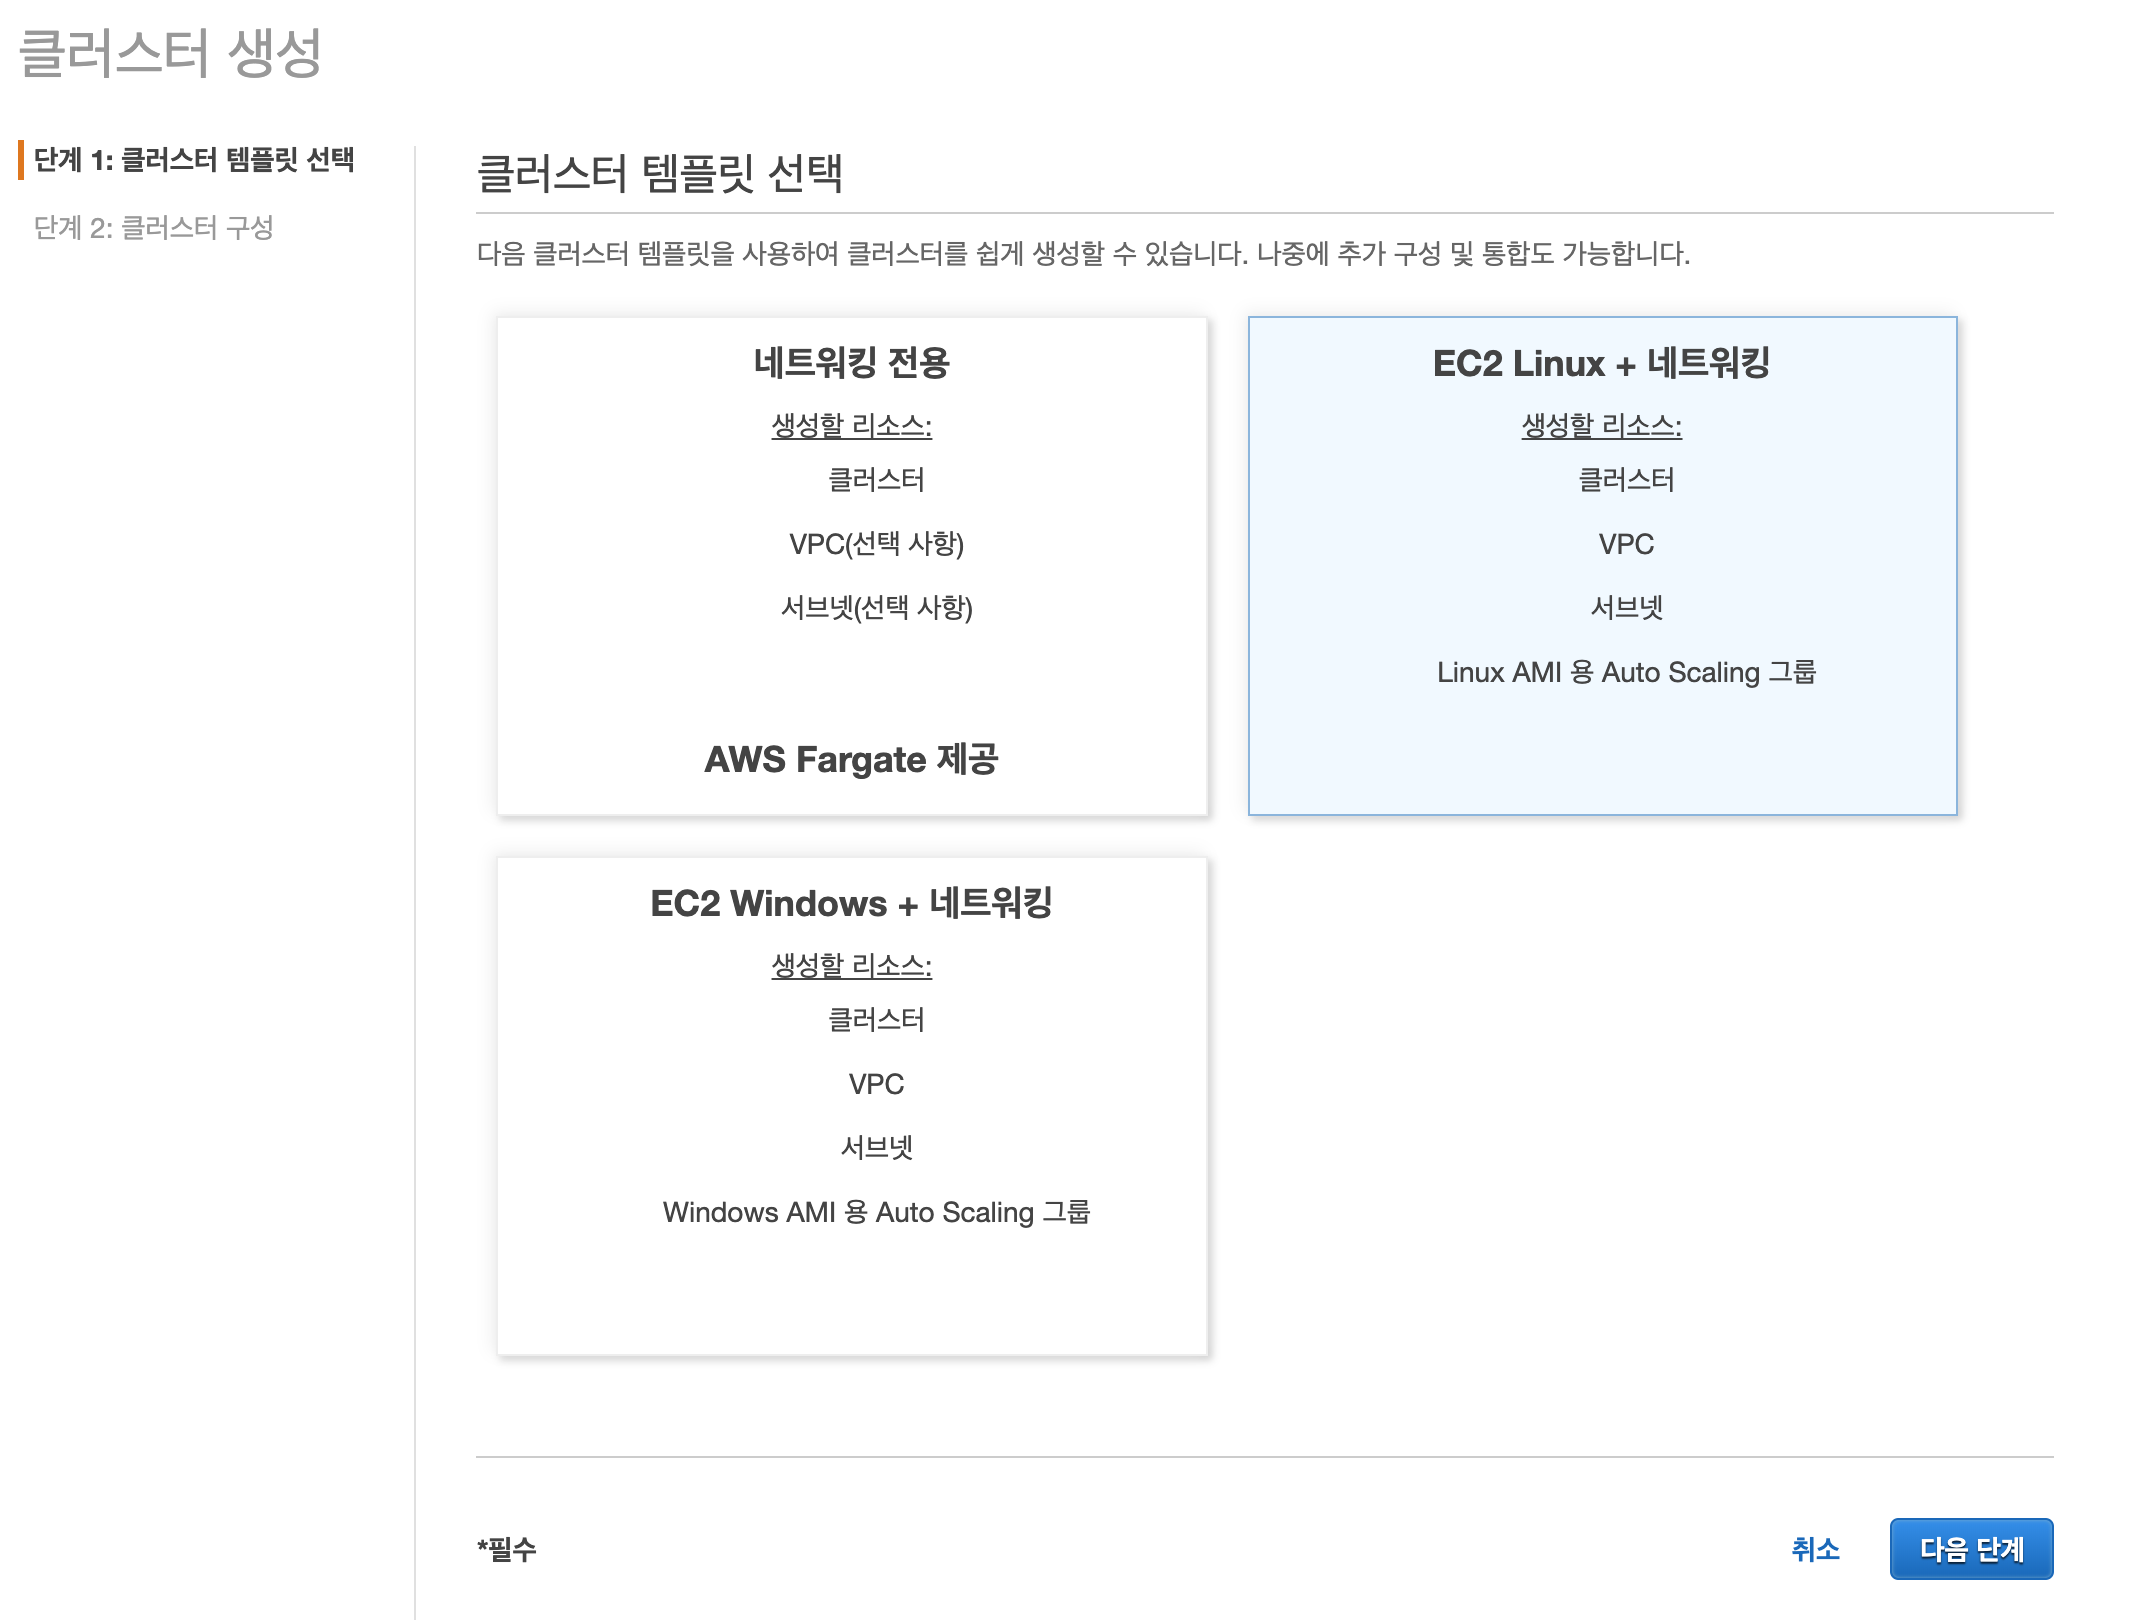 클러스터 생성
단계 1: 클러스터 템플릿 선택
단계 2: 클러스터 구성
클러스터 템플릿 선택
다음 클러스터 템플릿을 사용하여 클러스터를 쉽게 생성할 수 있습니다. 나중에 추가 구성 및 통합도 가능합니다.
네트워킹 전용
생성할 리소스:
클러스터
VPC(선택 사항)
서브넷(선택 사항)
AWS Fargate 제공
EC2 Linux + 네트워킹
생성할 리소스:
클러스터
VPC
서브넷
Linux AMI 용 Auto Scaling 그룹
EC2 Windows + 네트워킹
생성할 리소스:
클러스터
VPC
서브넷
Windows AMI 용 Auto Scaling 그룹
*필수
취소
다음 단계